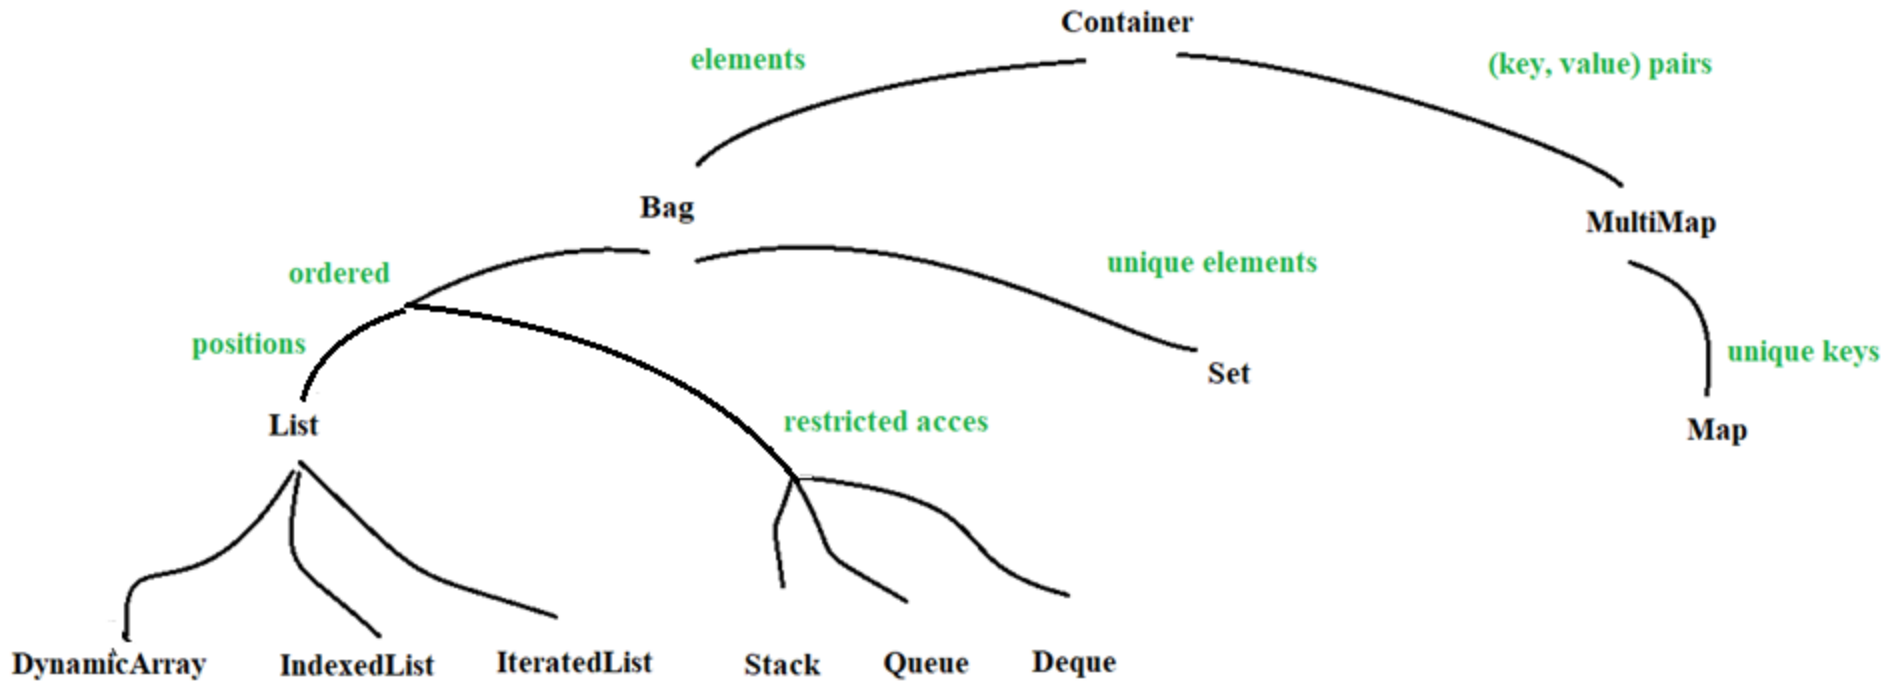 Container
elements
(key, value) pairs
Bag
MultiMap
ordered
unique elements
positions
unique keys
Set
List
restricted acces
Map
DynamicArray
IndexedList
IteratedList
Stack
Queue
Deque